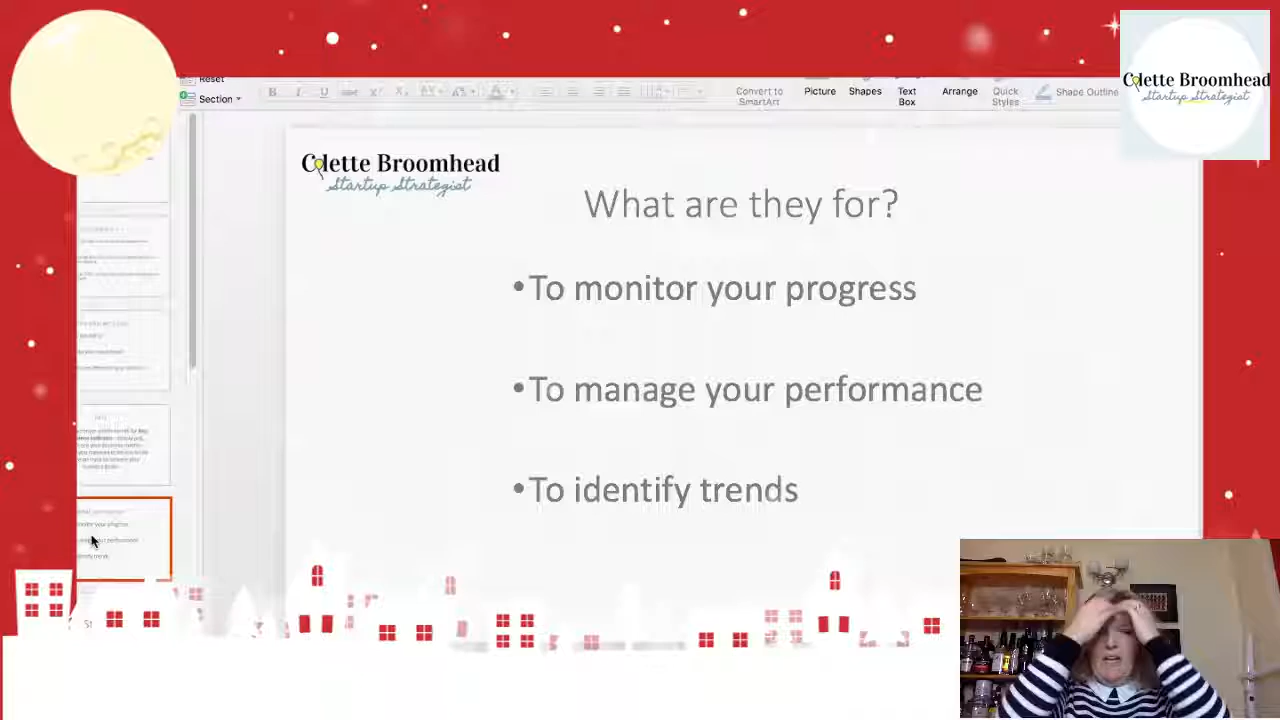 Reset
Section
B I U
Convert to
SmartArt
Picture
Shapes
Text
Box
Arrange
Quick
Styles
Shape Outline
Colette Broomhead
Startup Strategist
Colette Broomhead
Startup Strategist
What are they for?
•To monitor your progress
•To manage your performance
•To identify trends
St